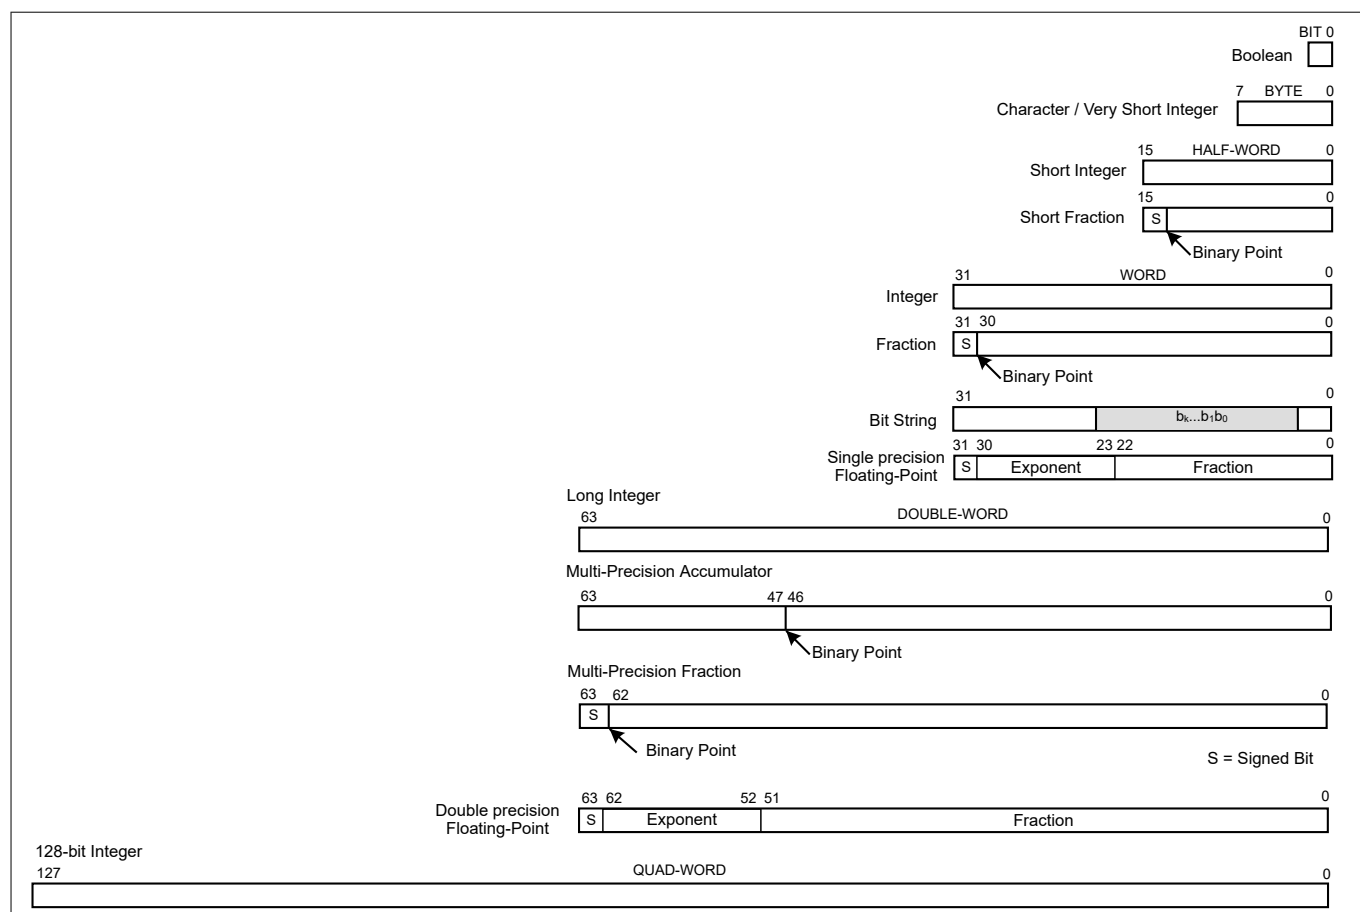 BIT 0
Boolean
7 BYTE 0
Character / Very Short Integer
15 HALF-WORD 0
Short Integer
15 0
Short Fraction S
Binary Point
31 WORD 0
Integer
31 30 0
Fraction S
Binary Point
31 0
Bit String bₖ...b₁b₀
31 30 23 22 0
Single precision
Floating-Point S Exponent Fraction
Long Integer
63 DOUBLE-WORD 0
Multi-Precision Accumulator
63 47 46 0
Binary Point
Multi-Precision Fraction
63 62 0
S
Binary Point
S = Signed Bit
63 62 52 51 0
Double precision
Floating-Point S Exponent Fraction
128-bit Integer
127 QUAD-WORD 0